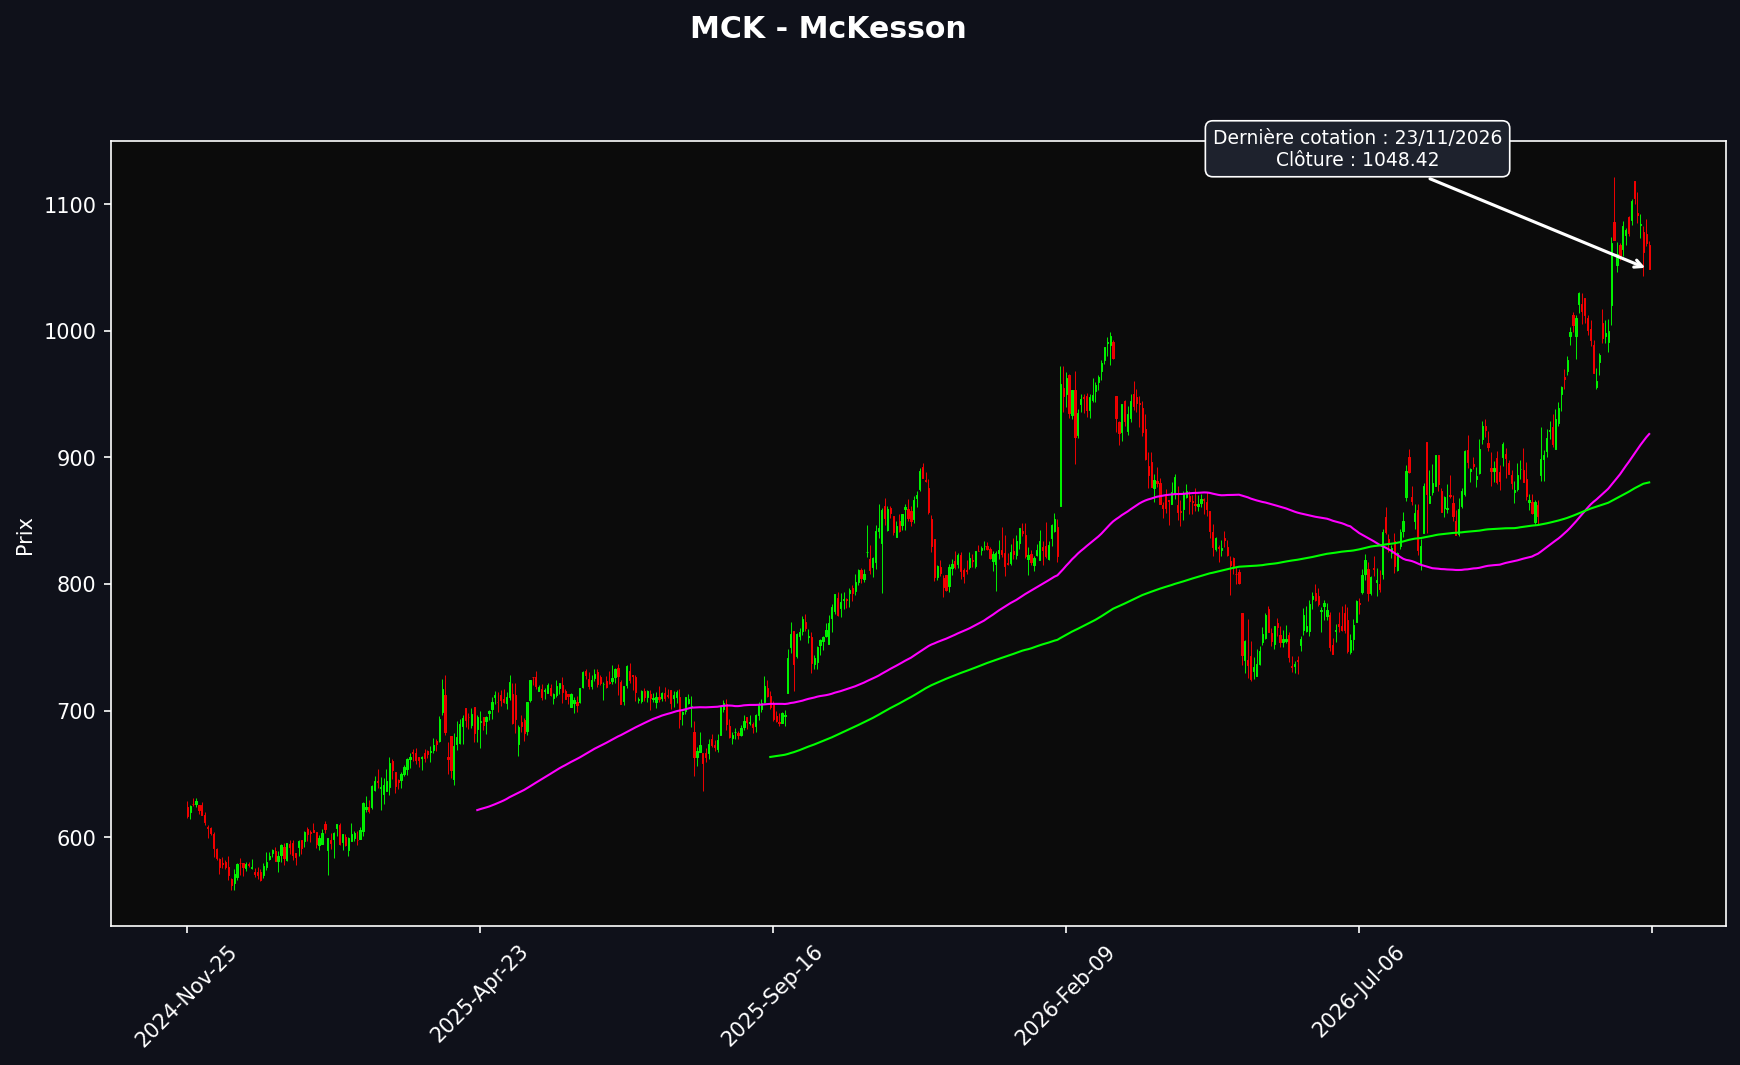 MCK - McKesson
Dernière cotation : 23/11/2026
Clôture : 1048.42
Prix
1100
1000
900
800
700
600
2024-Nov-25
2025-Apr-23
2025-Sep-16
2026-Feb-09
2026-Jul-06